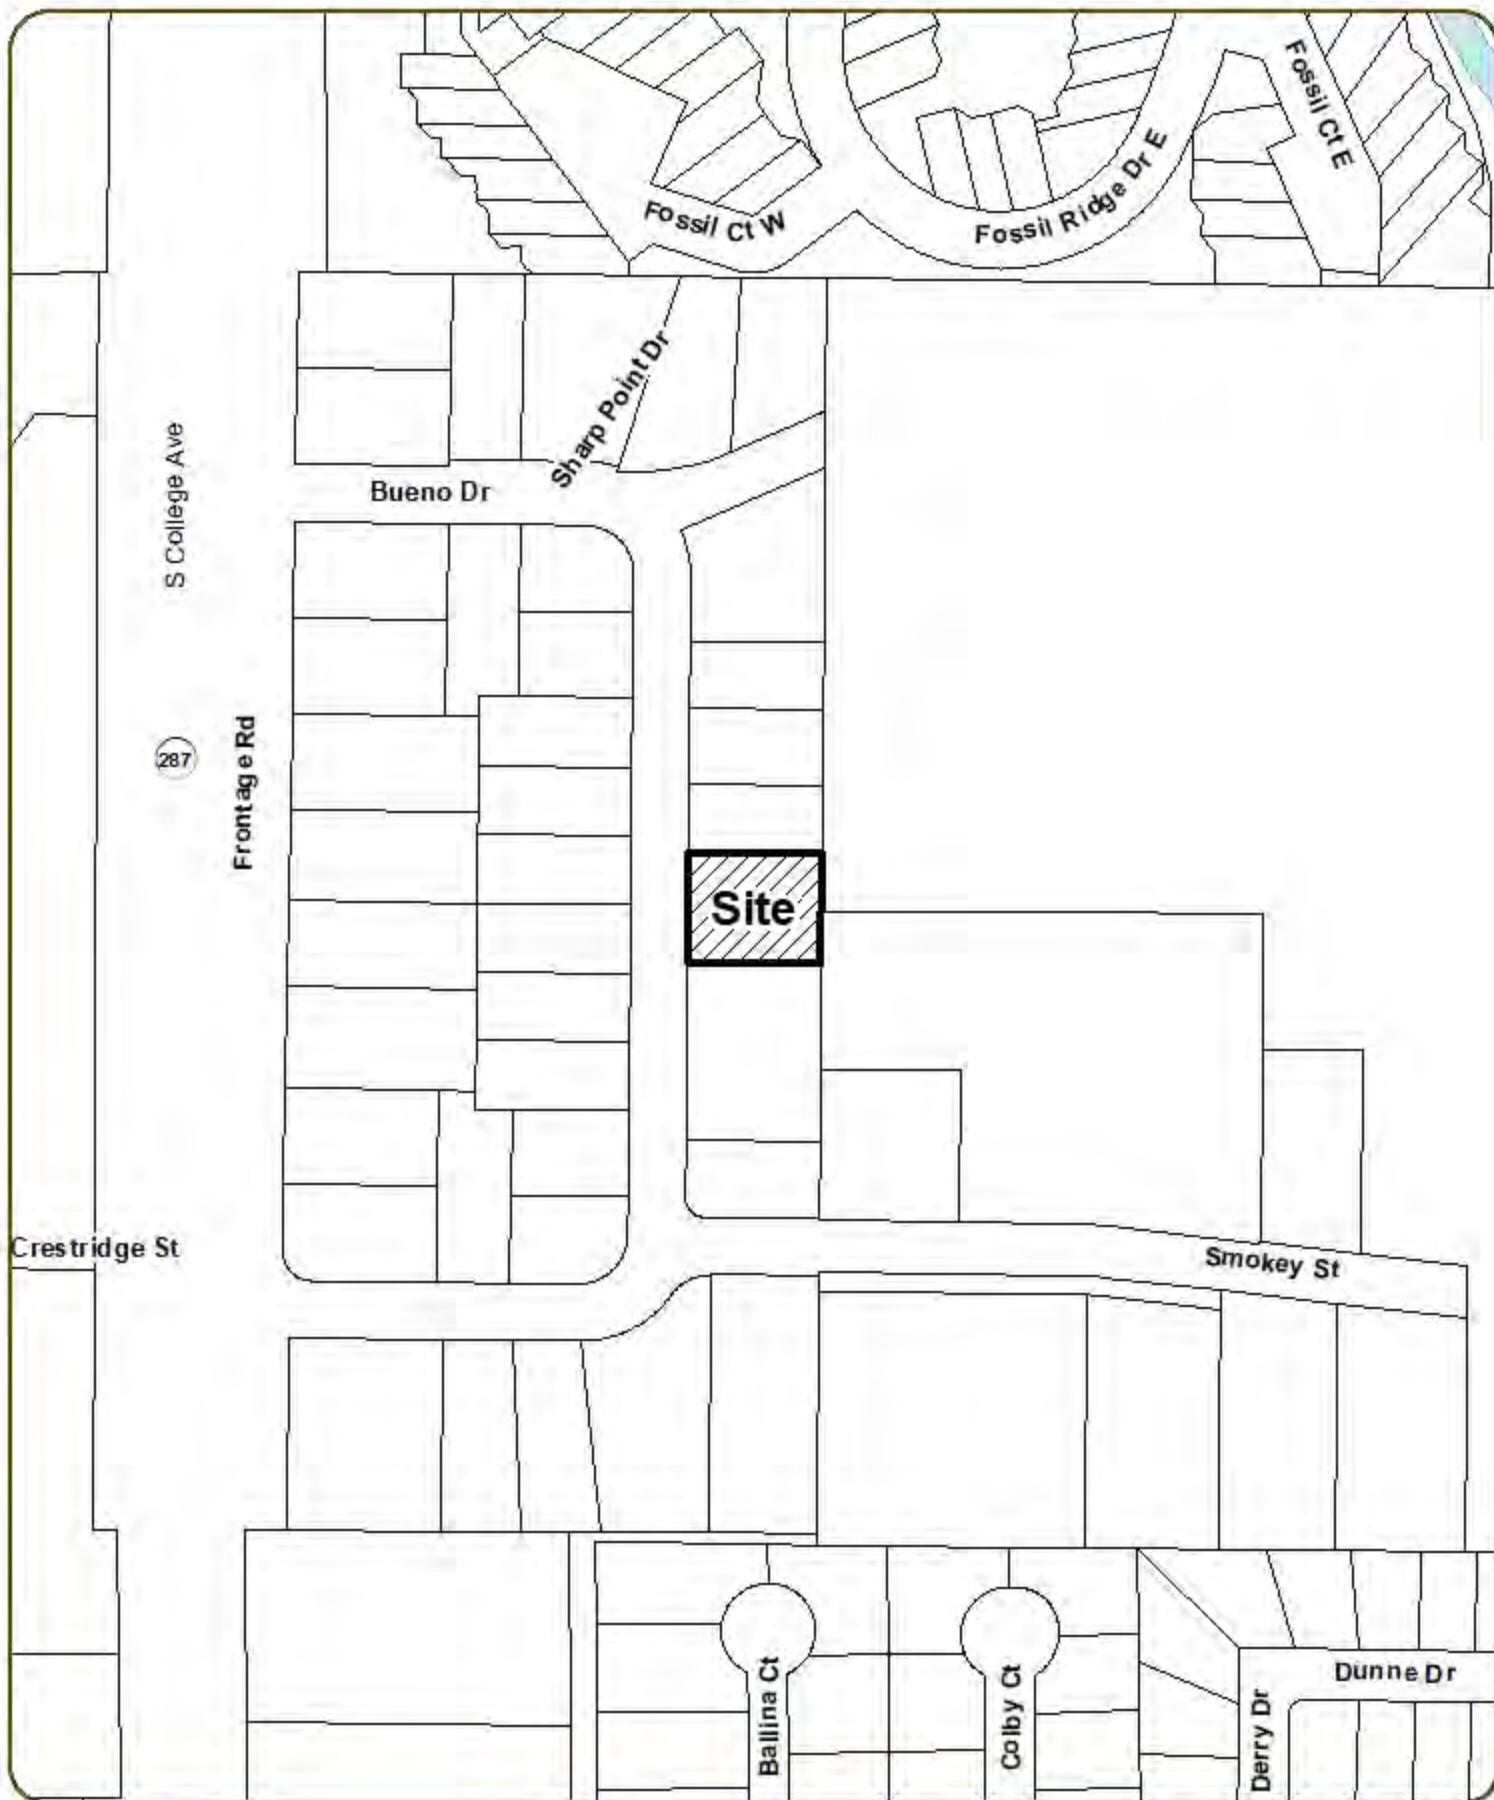 Fossil Ct E
Fossil Ct W
Fossil Ridge Dr E
Sharp Point Dr
S College Ave
Bueno Dr
287
Frontage Rd
Site
Crestridge St
Smokey St
Ballina Ct
Colby Ct
Derry Dr
Dunne Dr